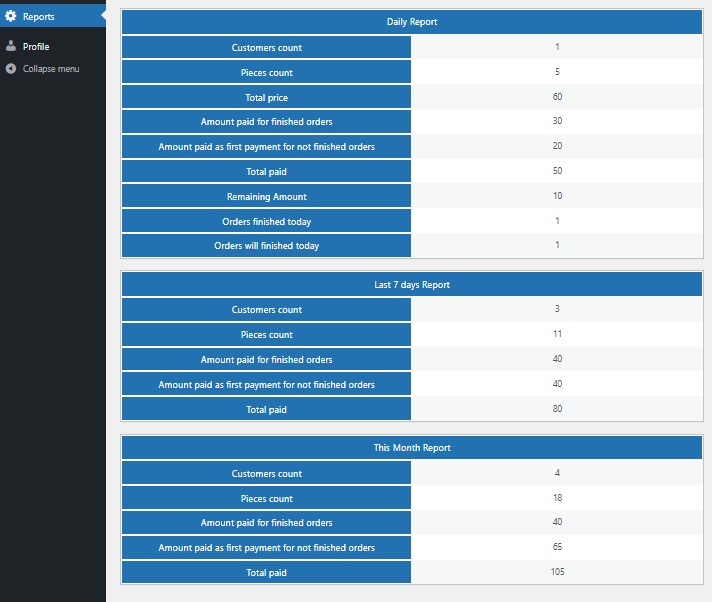 Reports
Profile
Collapse menu
Daily Report
Customers count 1
Pieces count 5
Total price 60
Amount paid for finished orders 30
Amount paid as first payment for not finished orders 20
Total paid 50
Remaining Amount 10
Orders finished today 1
Orders will finished today 1
Last 7 days Report
Customers count 3
Pieces count 11
Amount paid for finished orders 40
Amount paid as first payment for not finished orders 40
Total paid 80
This Month Report
Customers count 4
Pieces count 18
Amount paid for finished orders 40
Amount paid as first payment for not finished orders 65
Total paid 105